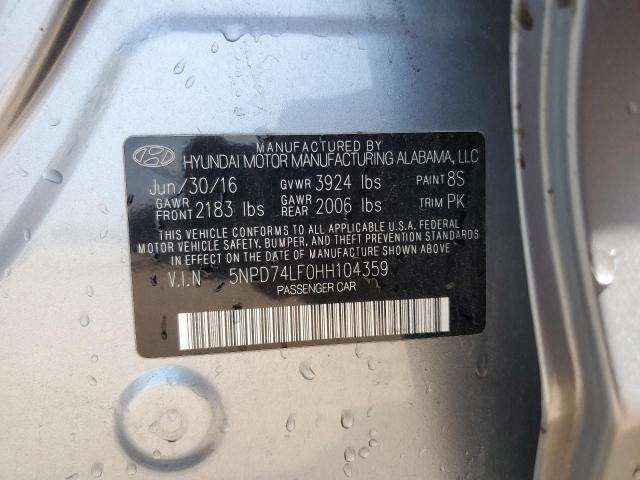 MANUFACTURED BY
HYUNDAI MOTOR MANUFACTURING ALABAMA, LLC
Jun/30/16 GVWR 3924 lbs PAINT 8S
GAWR FRONT 2183 lbs GAWR REAR 2006 lbs TRIM PK
THIS VEHICLE CONFORMS TO ALL APPLICABLE U.S.A. FEDERAL
MOTOR VEHICLE SAFETY, BUMPER, AND THEFT PREVENTION STANDARDS
IN EFFECT ON THE DATE OF MANUFACTURE SHOWN ABOVE.
V.I.N 5NPD74LF0HH104359
PASSENGER CAR